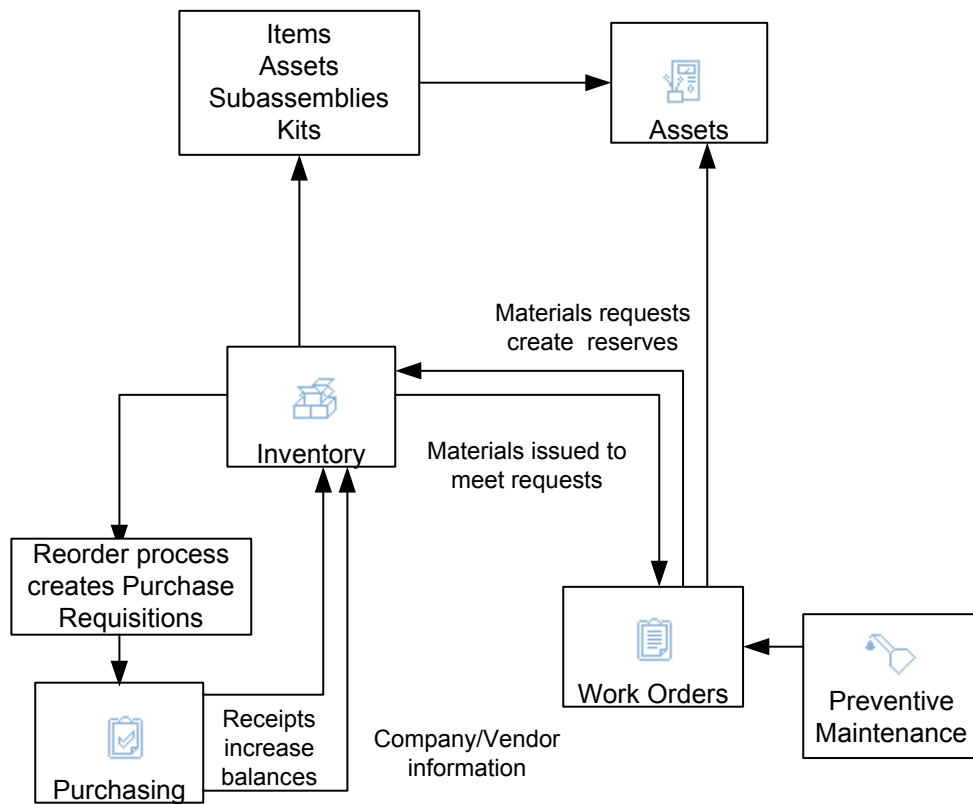 Items
Assets
Subassemblies
Kits
Assets
Materials requests
create reserves
Inventory
Materials issued to
meet requests
Reorder process
creates Purchase
Requisitions
Work Orders
Preventive
Maintenance
Purchasing
Receipts
increase
balances
Company/Vendor
information